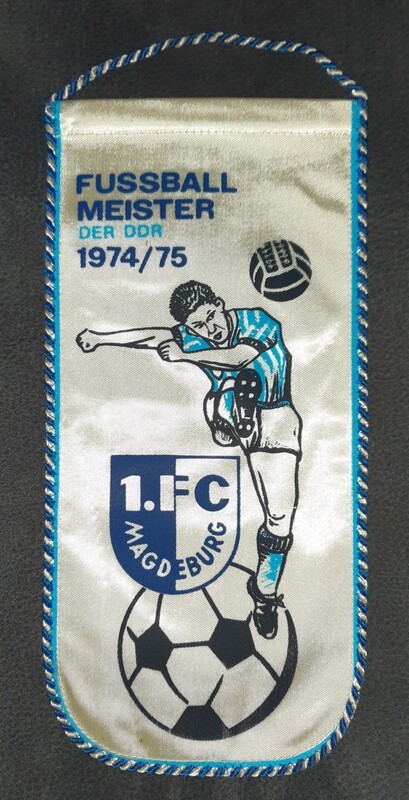 FUSSBALL
MEISTER
DER DDR
1974/75
1.FC
MAGDEBURG